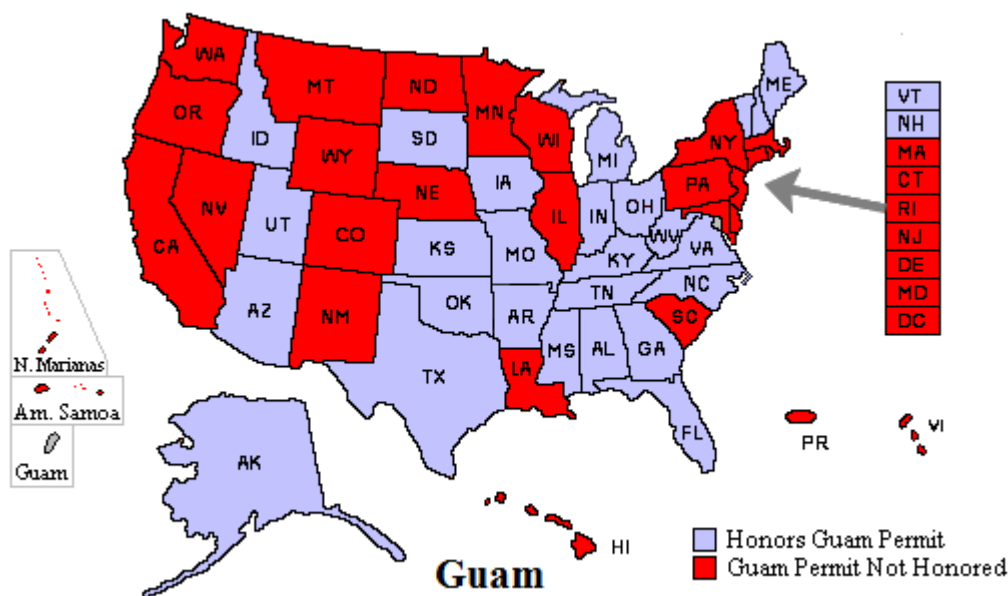 WA
MT
ND
MN
ME
VT
NH
OR
ID
SD
WI
NY
MA
WY
MI
CT
IA
PA
RI
NE
NV
UT
IL
IN
OH
NJ
CO
WV
DE
CA
KS
MO
KY
VA
MD
TN
NC
DC
AZ
NM
OK
AR
SC
MS
AL
GA
N. Marianas
LA
TX
Am. Samoa
FL
PR
VI
AK
Guam
HI
Honors Guam Permit
Guam Permit Not Honored
Guam